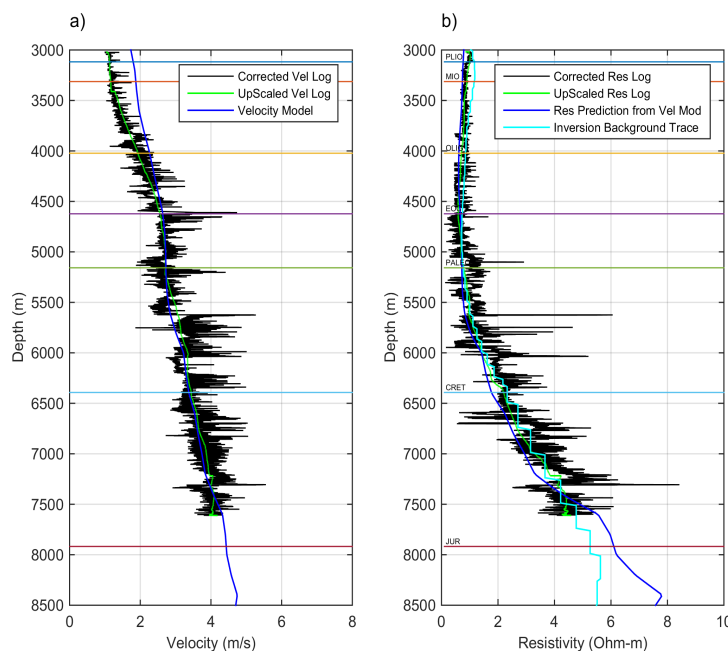 a)
3000
3500
4000
4500
5000
5500
6000
6500
7000
7500
8000
8500
Depth (m)
0 2 4 6 8
Velocity (m/s)
Corrected Vel Log
UpScaled Vel Log
Velocity Model
b)
3000
3500
4000
4500
5000
5500
6000
6500
7000
7500
8000
8500
Depth (m)
0 2 4 6 8 10
Resistivity (Ohm-m)
Corrected Res Log
UpScaled Res Log
Res Prediction from Vel Mod
Inversion Background Trace
PLIO
MIO
CRET
JUR